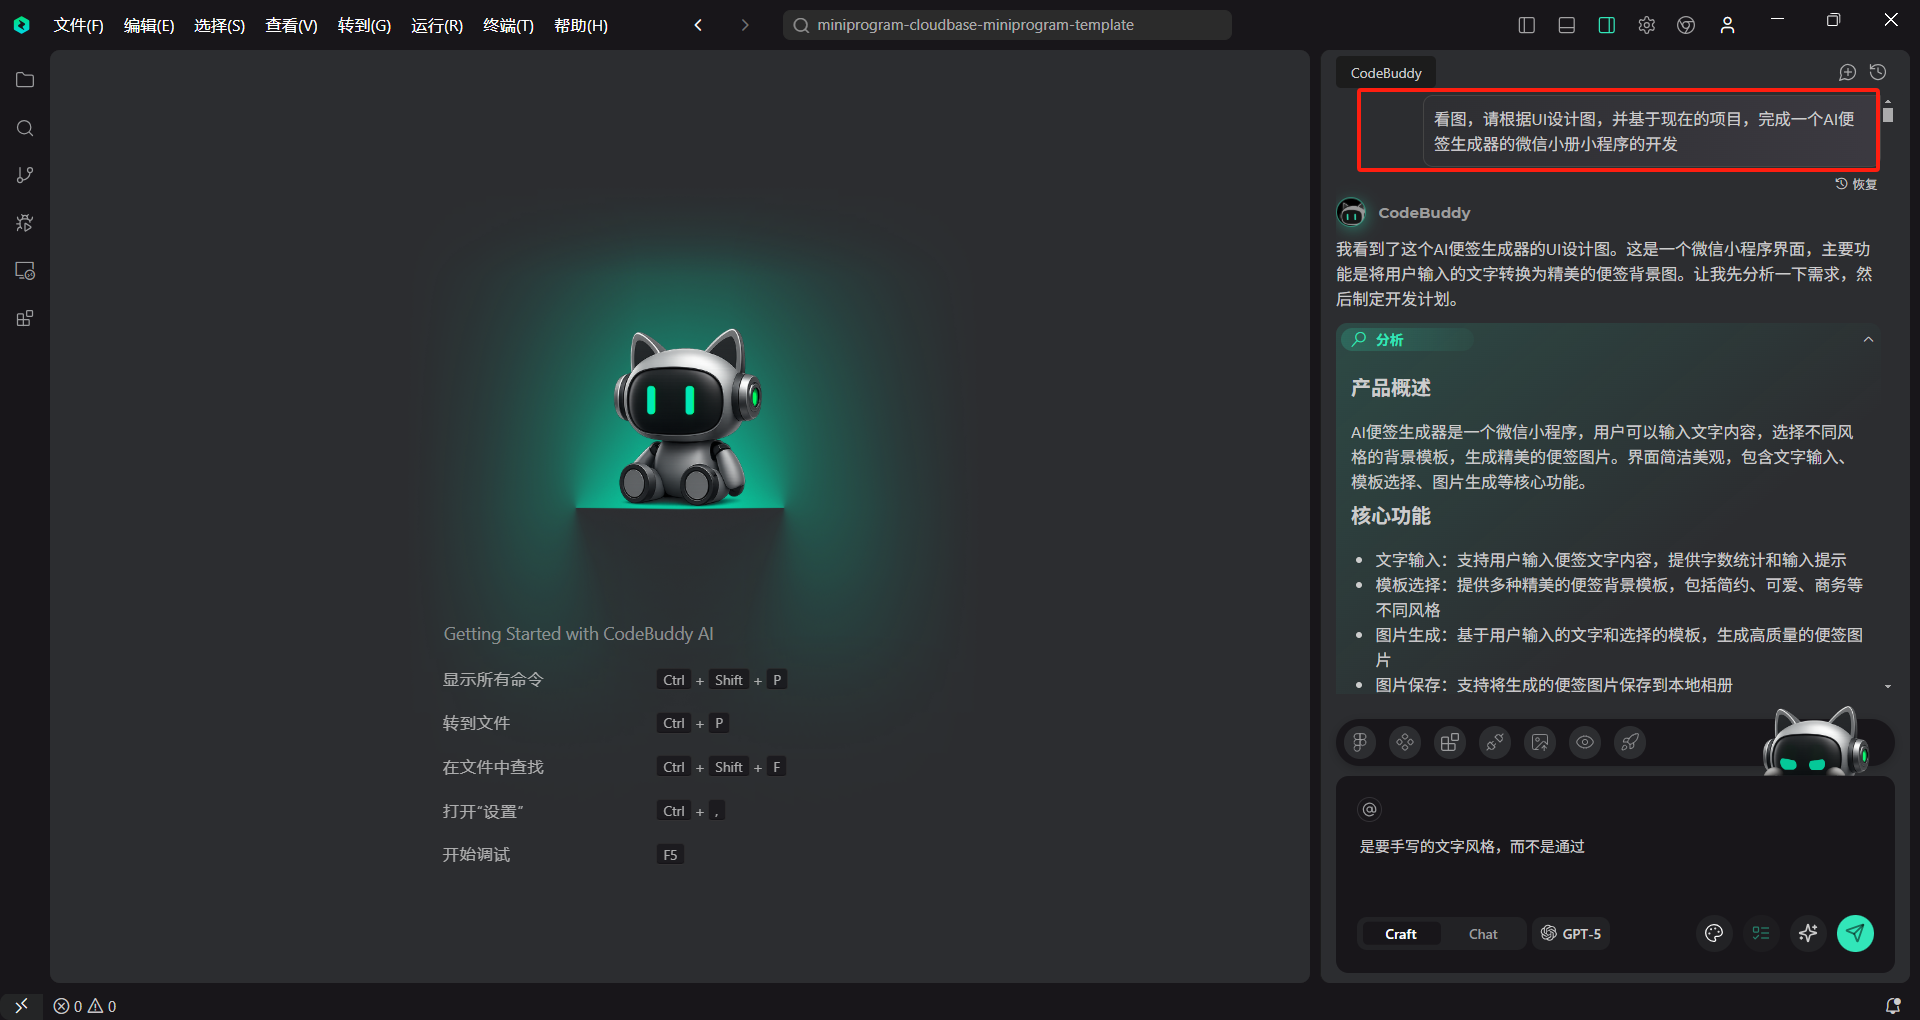 文件(F) 编辑(E) 选择(S) 查看(V) 转到(G) 运行(R) 终端(T) 帮助(H)
miniprogram-cloudbase-miniprogram-template
Getting Started with CodeBuddy AI
显示所有命令 Ctrl + Shift + P
转到文件 Ctrl + P
在文件中查找 Ctrl + Shift + F
打开“设置” Ctrl + ,
开始调试 F5
CodeBuddy
看图，请根据UI设计图，并基于现在的项目，完成一个AI便
签生成器的微信小册小程序的开发
恢复
CodeBuddy
我看到了这个AI便签生成器的UI设计图。这是一个微信小程序界面，主要功
能是将用户输入的文字转换为精美的便签背景图。让我先分析一下需求，然
后制定开发计划。
分析
产品概述
AI便签生成器是一个微信小程序，用户可以输入文字内容，选择不同风
格的背景模板，生成精美的便签图片。界面简洁美观，包含文字输入、
模板选择、图片生成等核心功能。
核心功能
• 文字输入：支持用户输入便签文字内容，提供字数统计和输入提示
• 模板选择：提供多种精美的便签背景模板，包括简约、可爱、商务等
不同风格
• 图片生成：基于用户输入的文字和选择的模板，生成高质量的便签图
片
• 图片保存：支持将生成的便签图片保存到本地相册
@
是要手写的文字风格，而不是通过
Craft Chat GPT-5
0 0